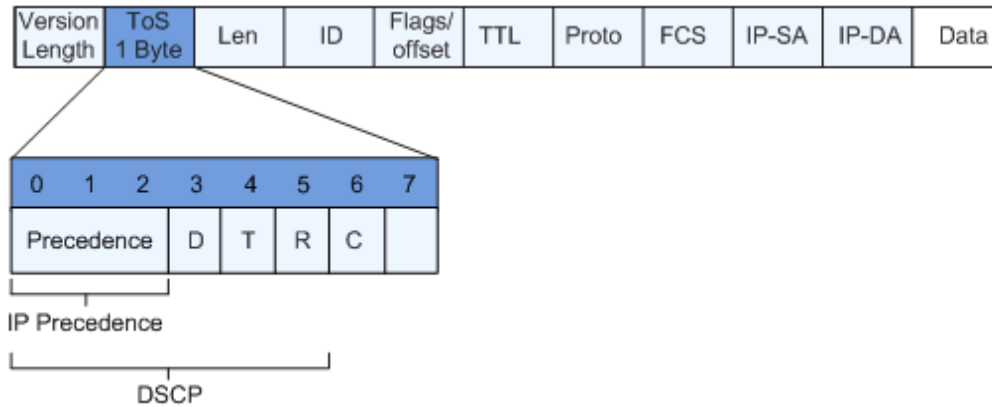 Version Length ToS 1 Byte Len ID Flags/ offset TTL Proto FCS IP-SA IP-DA Data
0 1 2 3 4 5 6 7
Precedence D T R C
IP Precedence
DSCP